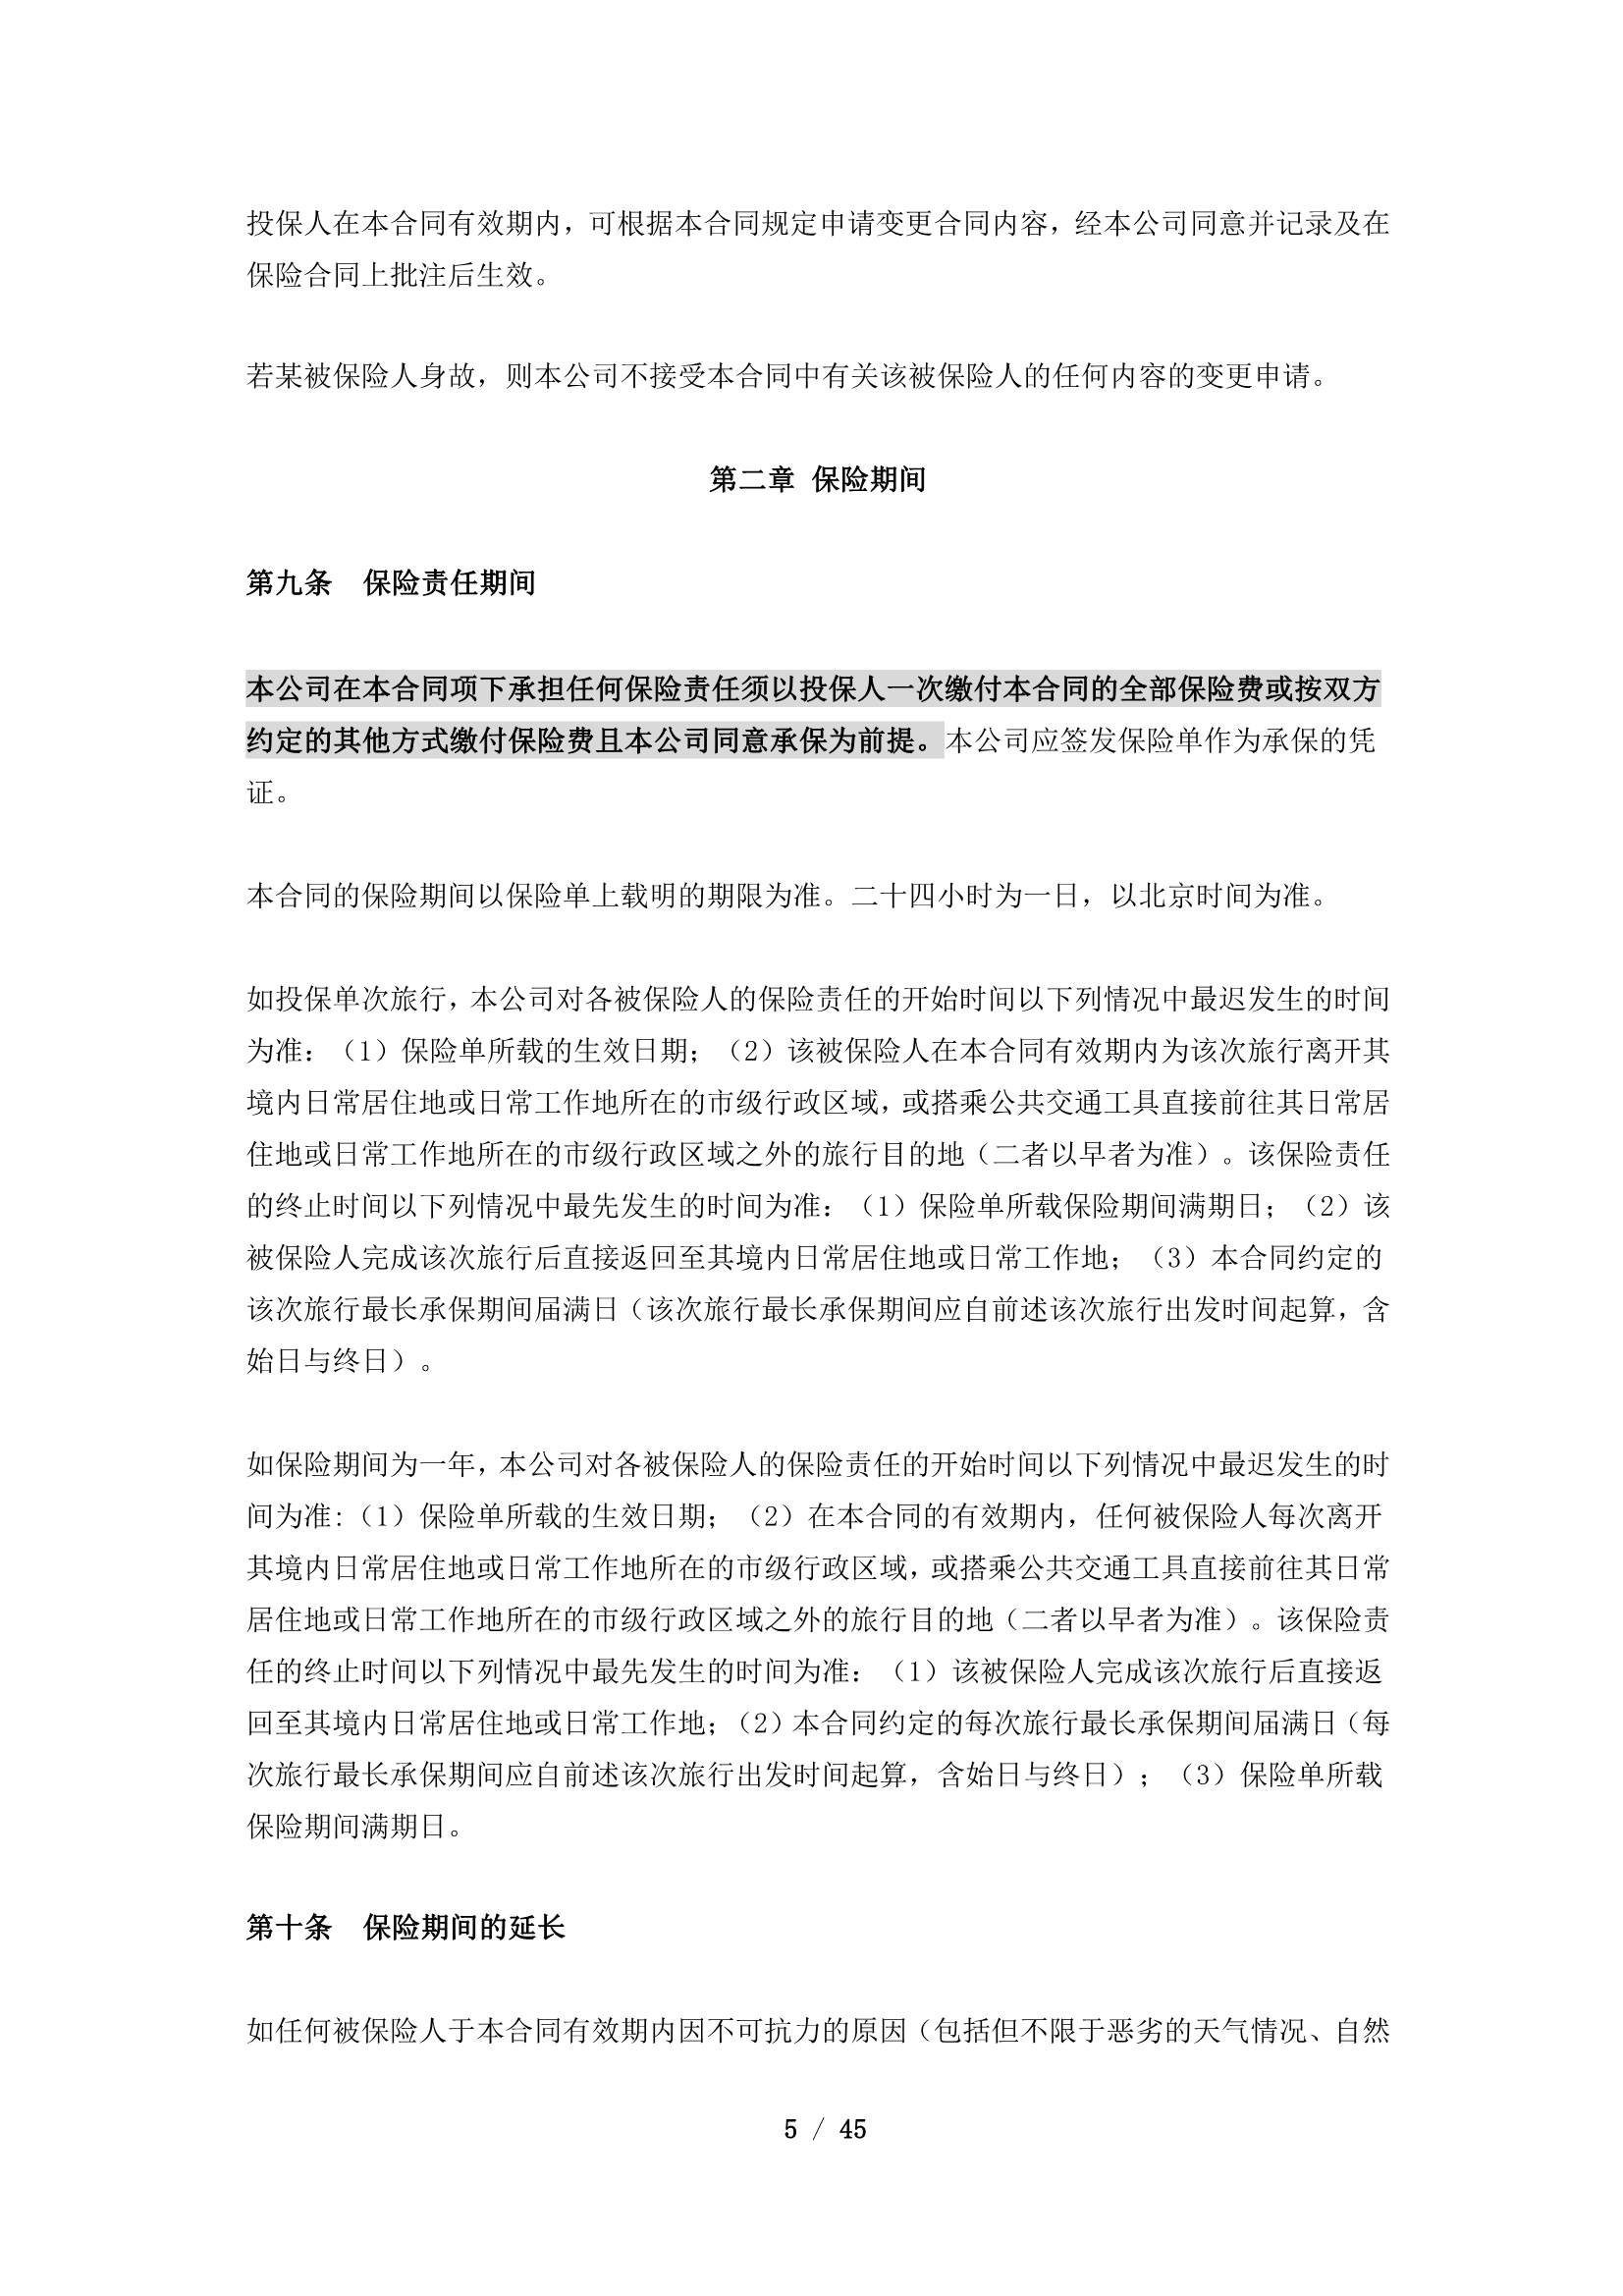 投保人在本合同有效期内，可根据本合同规定申请变更合同内容，经本公司同意并记录及在
保险合同上批注后生效。
若某被保险人身故，则本公司不接受本合同中有关该被保险人的任何内容的变更申请。
第二章 保险期间
第九条　保险责任期间
本公司在本合同项下承担任何保险责任须以投保人一次缴付本合同的全部保险费或按双方
约定的其他方式缴付保险费且本公司同意承保为前提。本公司应签发保险单作为承保的凭
证。
本合同的保险期间以保险单上载明的期限为准。二十四小时为一日，以北京时间为准。
如投保单次旅行，本公司对各被保险人的保险责任的开始时间以下列情况中最迟发生的时间
为准：（1）保险单所载的生效日期；（2）该被保险人在本合同有效期内为该次旅行离开其
境内日常居住地或日常工作地所在的市级行政区域，或搭乘公共交通工具直接前往其日常居
住地或日常工作地所在的市级行政区域之外的旅行目的地（二者以早者为准）。该保险责任
的终止时间以下列情况中最先发生的时间为准：（1）保险单所载保险期间满期日；（2）该
被保险人完成该次旅行后直接返回至其境内日常居住地或日常工作地；（3）本合同约定的
该次旅行最长承保期间届满日（该次旅行最长承保期间应自前述该次旅行出发时间起算，含
始日与终日）。
如保险期间为一年，本公司对各被保险人的保险责任的开始时间以下列情况中最迟发生的时
间为准：（1）保险单所载的生效日期；（2）在本合同的有效期内，任何被保险人每次离开
其境内日常居住地或日常工作地所在的市级行政区域，或搭乘公共交通工具直接前往其日常
居住地或日常工作地所在的市级行政区域之外的旅行目的地（二者以早者为准）。该保险责
任的终止时间以下列情况中最先发生的时间为准：（1）该被保险人完成该次旅行后直接返
回至其境内日常居住地或日常工作地；（2）本合同约定的每次旅行最长承保期间届满日（每
次旅行最长承保期间应自前述该次旅行出发时间起算，含始日与终日）；（3）保险单所载
保险期间满期日。
第十条　保险期间的延长
如任何被保险人于本合同有效期内因不可抗力的原因（包括但不限于恶劣的天气情况、自然
5 / 45